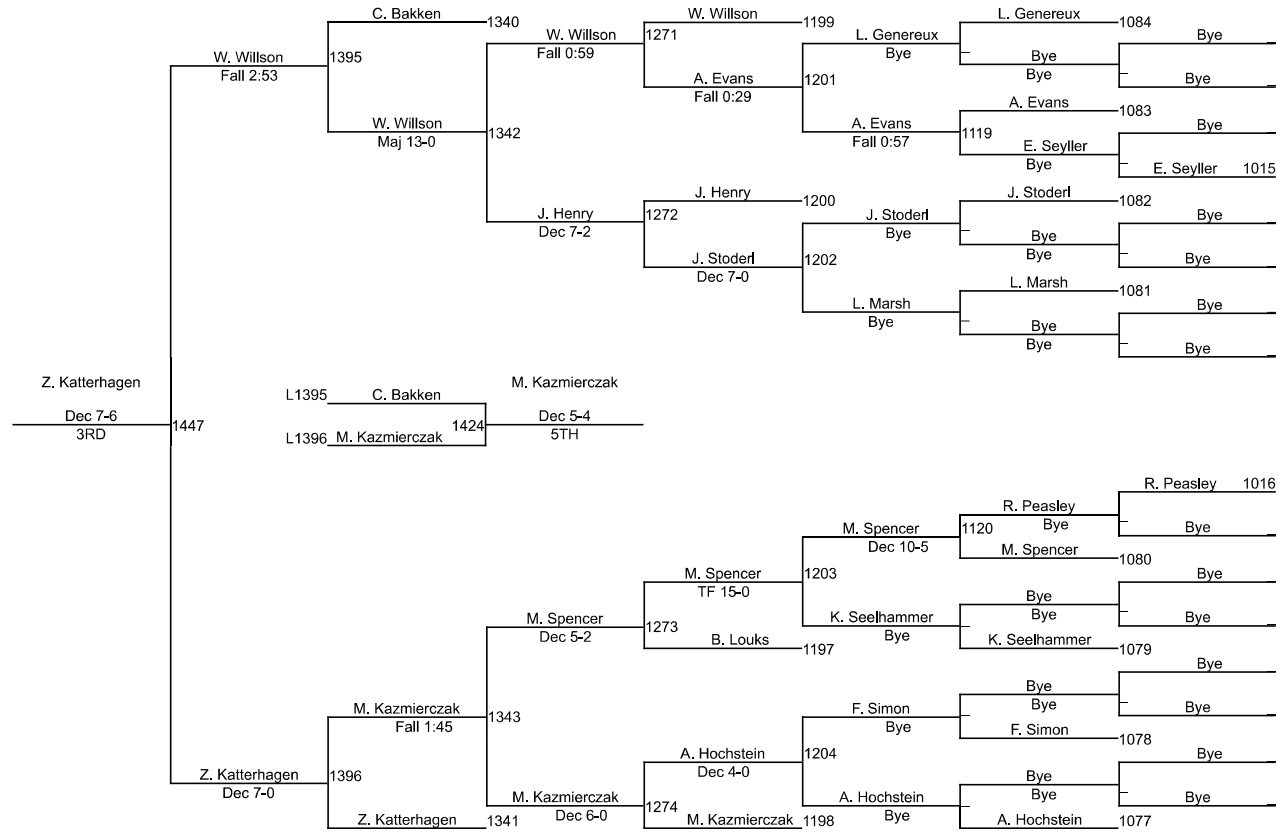 C. Bakken 1340 W. Willson 1199 L. Genereux 1084
W. Willson 1271 L. Genereux Bye
W. Willson 1395 Fall 0:59 Bye Bye
Fall 2:53 A. Evans 1201 Bye Bye
Fall 0:29
A. Evans 1083
W. Willson 1342 A. Evans 1119 Bye
Maj 13-0 Fall 0:57 E. Seyller
Bye E. Seyller 1015
J. Henry 1200 J. Stoderl 1082
J. Henry 1272 J. Stoderl Bye
Dec 7-2 Bye Bye
J. Stoderl 1202 Bye Bye
Dec 7-0
L. Marsh 1081
L. Marsh Bye
Bye Bye
Bye Bye
Z. Katterhagen M. Kazmierczak
L1395 C. Bakken
Dec 7-6 1447 1424 Dec 5-4
3RD L1396 M. Kazmierczak 5TH
R. Peasley 1016
R. Peasley
M. Spencer 1120 Bye Bye
Dec 10-5 M. Spencer 1080
M. Spencer 1203 Bye
TF 15-0 Bye
M. Spencer K. Seelhammer Bye Bye
Dec 5-2 1273 Bye
B. Louks 1197 K. Seelhammer 1079
Bye
Bye
M. Kazmierczak 1343 F. Simon Bye Bye
Fall 1:45 Bye F. Simon 1078
A. Hochstein 1204 Bye
Dec 4-0
Z. Katterhagen 1396 Bye
Dec 7-0 M. Kazmierczak 1274 A. Hochstein Bye Bye
Dec 6-0 Bye
Z. Katterhagen 1341 M. Kazmierczak 1198 A. Hochstein 1077